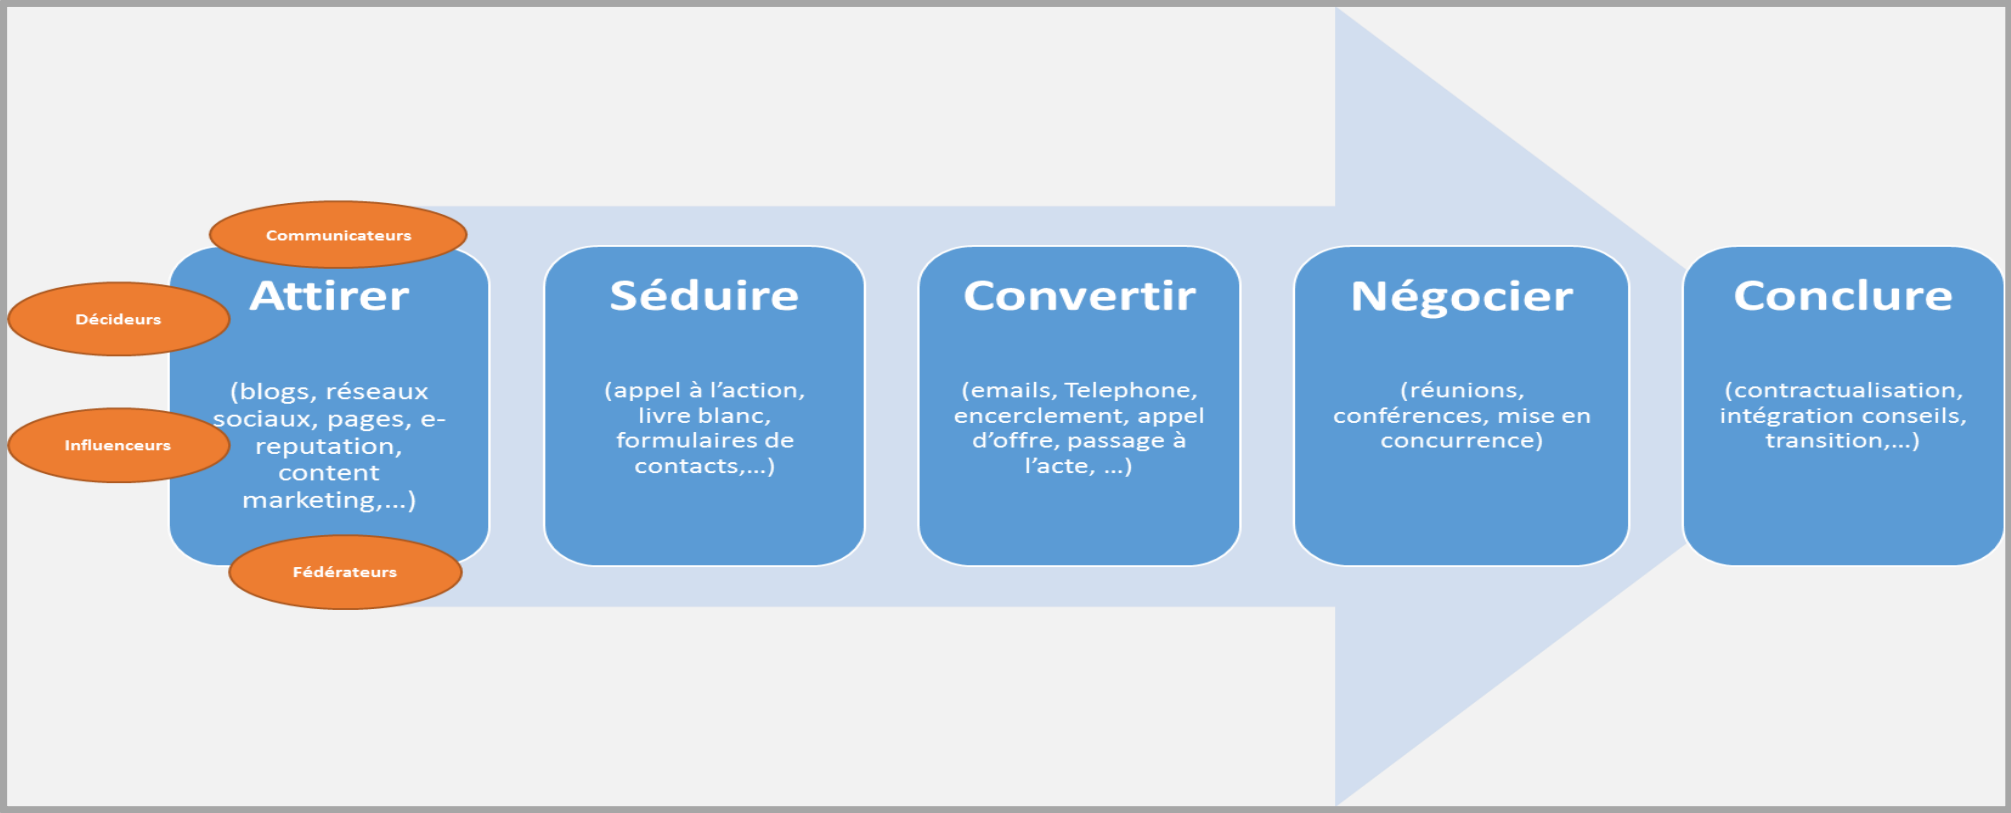 Communicateurs
Décideurs
Influenceurs
Fédérateurs
Attirer
(blogs, réseaux
sociaux, pages, e-
reputation,
content
marketing,...)
Séduire
(appel à l’action,
livre blanc,
formulaires de
contacts,...)
Convertir
(emails, Telephone,
encerclement, appel
d’offre, passage à
l’acte, ...)
Négocier
(réunions,
conférences, mise en
concurrence)
Conclure
(contractualisation,
intégration conseils,
transition,...)